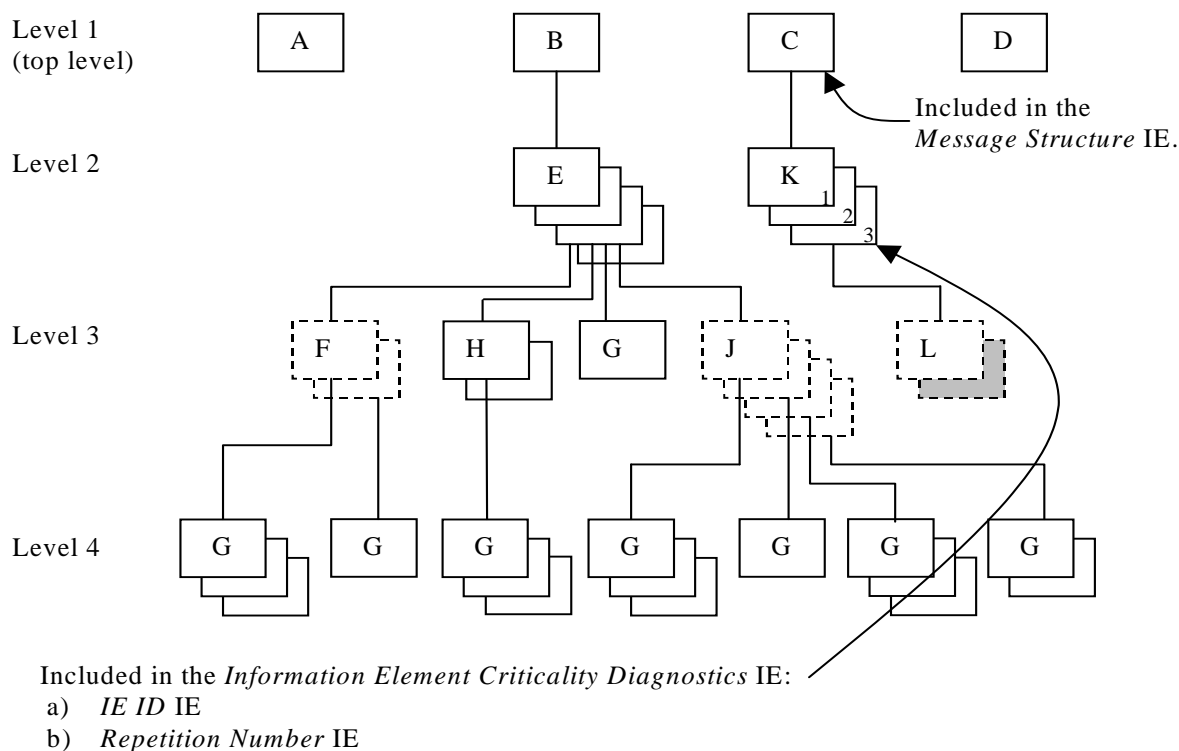 Level 1
(top level)
A
B
C
D
Included in the
Message Structure IE.
Level 2
E
K
1
2
3
Level 3
F
H
G
J
L
Level 4
G
G
G
G
G
G
G
Included in the Information Element Criticality Diagnostics IE:
a) IE ID IE
b) Repetition Number IE